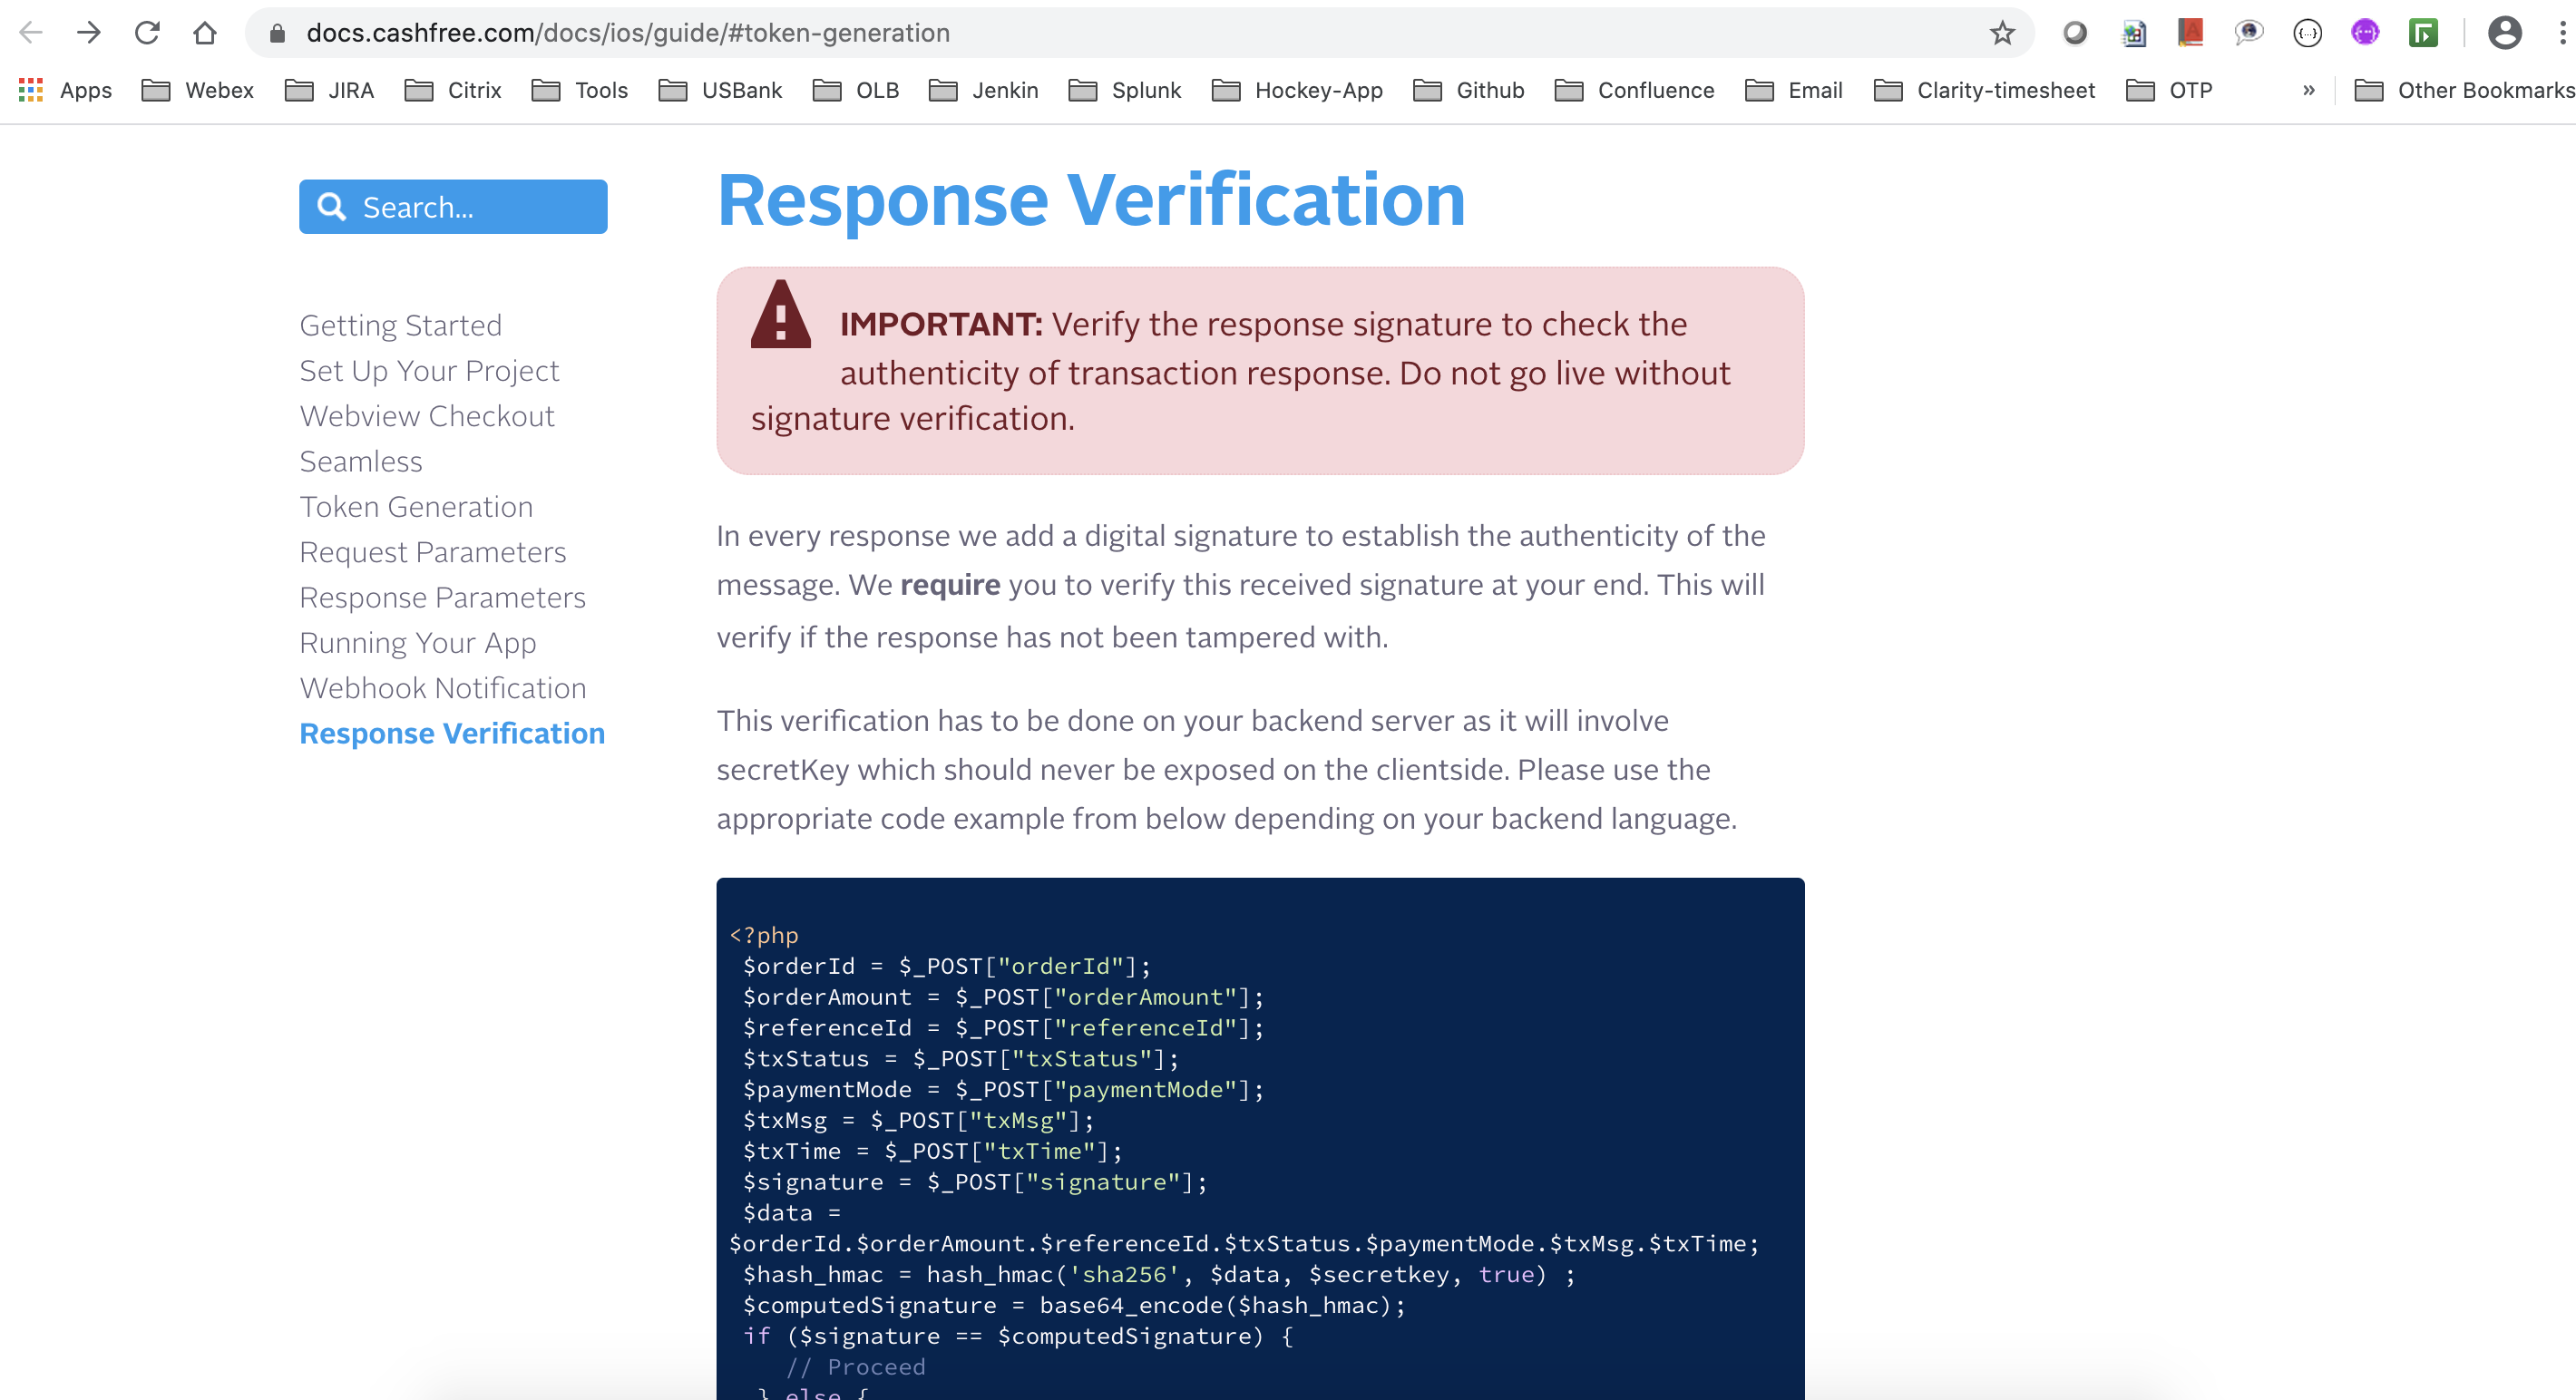 docs.cashfree.com/docs/ios/guide/#token-generation
Apps Webex JIRA Citrix Tools USBank OLB Jenkin Splunk Hockey-App Github Confluence Email Clarity-timesheet OTP » Other Bookmarks
Search...
Getting Started
Set Up Your Project
Webview Checkout
Seamless
Token Generation
Request Parameters
Response Parameters
Running Your App
Webhook Notification
Response Verification
Response Verification
IMPORTANT: Verify the response signature to check the
authenticity of transaction response. Do not go live without
signature verification.
In every response we add a digital signature to establish the authenticity of the
message. We require you to verify this received signature at your end. This will
verify if the response has not been tampered with.
This verification has to be done on your backend server as it will involve
secretKey which should never be exposed on the clientside. Please use the
appropriate code example from below depending on your backend language.
<?php
$orderId = $_POST["orderId"];
$orderAmount = $_POST["orderAmount"];
$referenceId = $_POST["referenceId"];
$txStatus = $_POST["txStatus"];
$paymentMode = $_POST["paymentMode"];
$txMsg = $_POST["txMsg"];
$txTime = $_POST["txTime"];
$signature = $_POST["signature"];
$data =
$orderId.$orderAmount.$referenceId.$txStatus.$paymentMode.$txMsg.$txTime;
$hash_hmac = hash_hmac('sha256', $data, $secretkey, true) ;
$computedSignature = base64_encode($hash_hmac);
if ($signature == $computedSignature) {
// Proceed
} else {